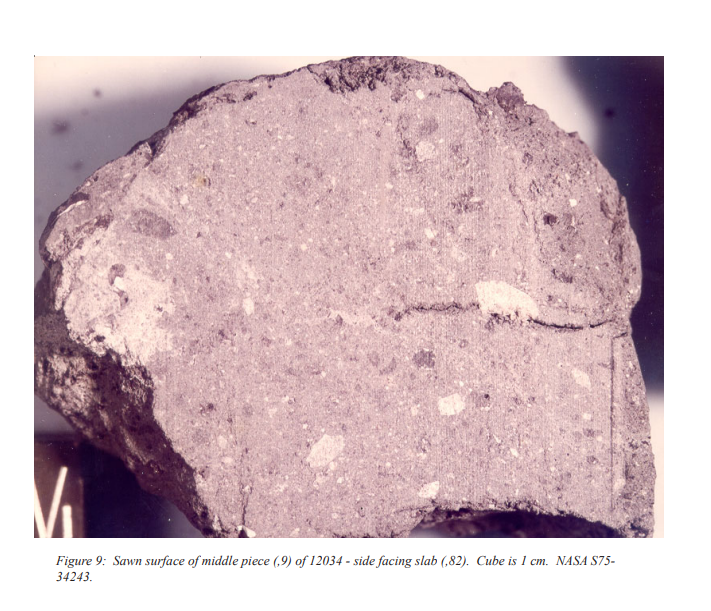 Figure 9: Sawn surface of middle piece (,9) of 12034 - side facing slab (,82). Cube is 1 cm. NASA S75-
34243.